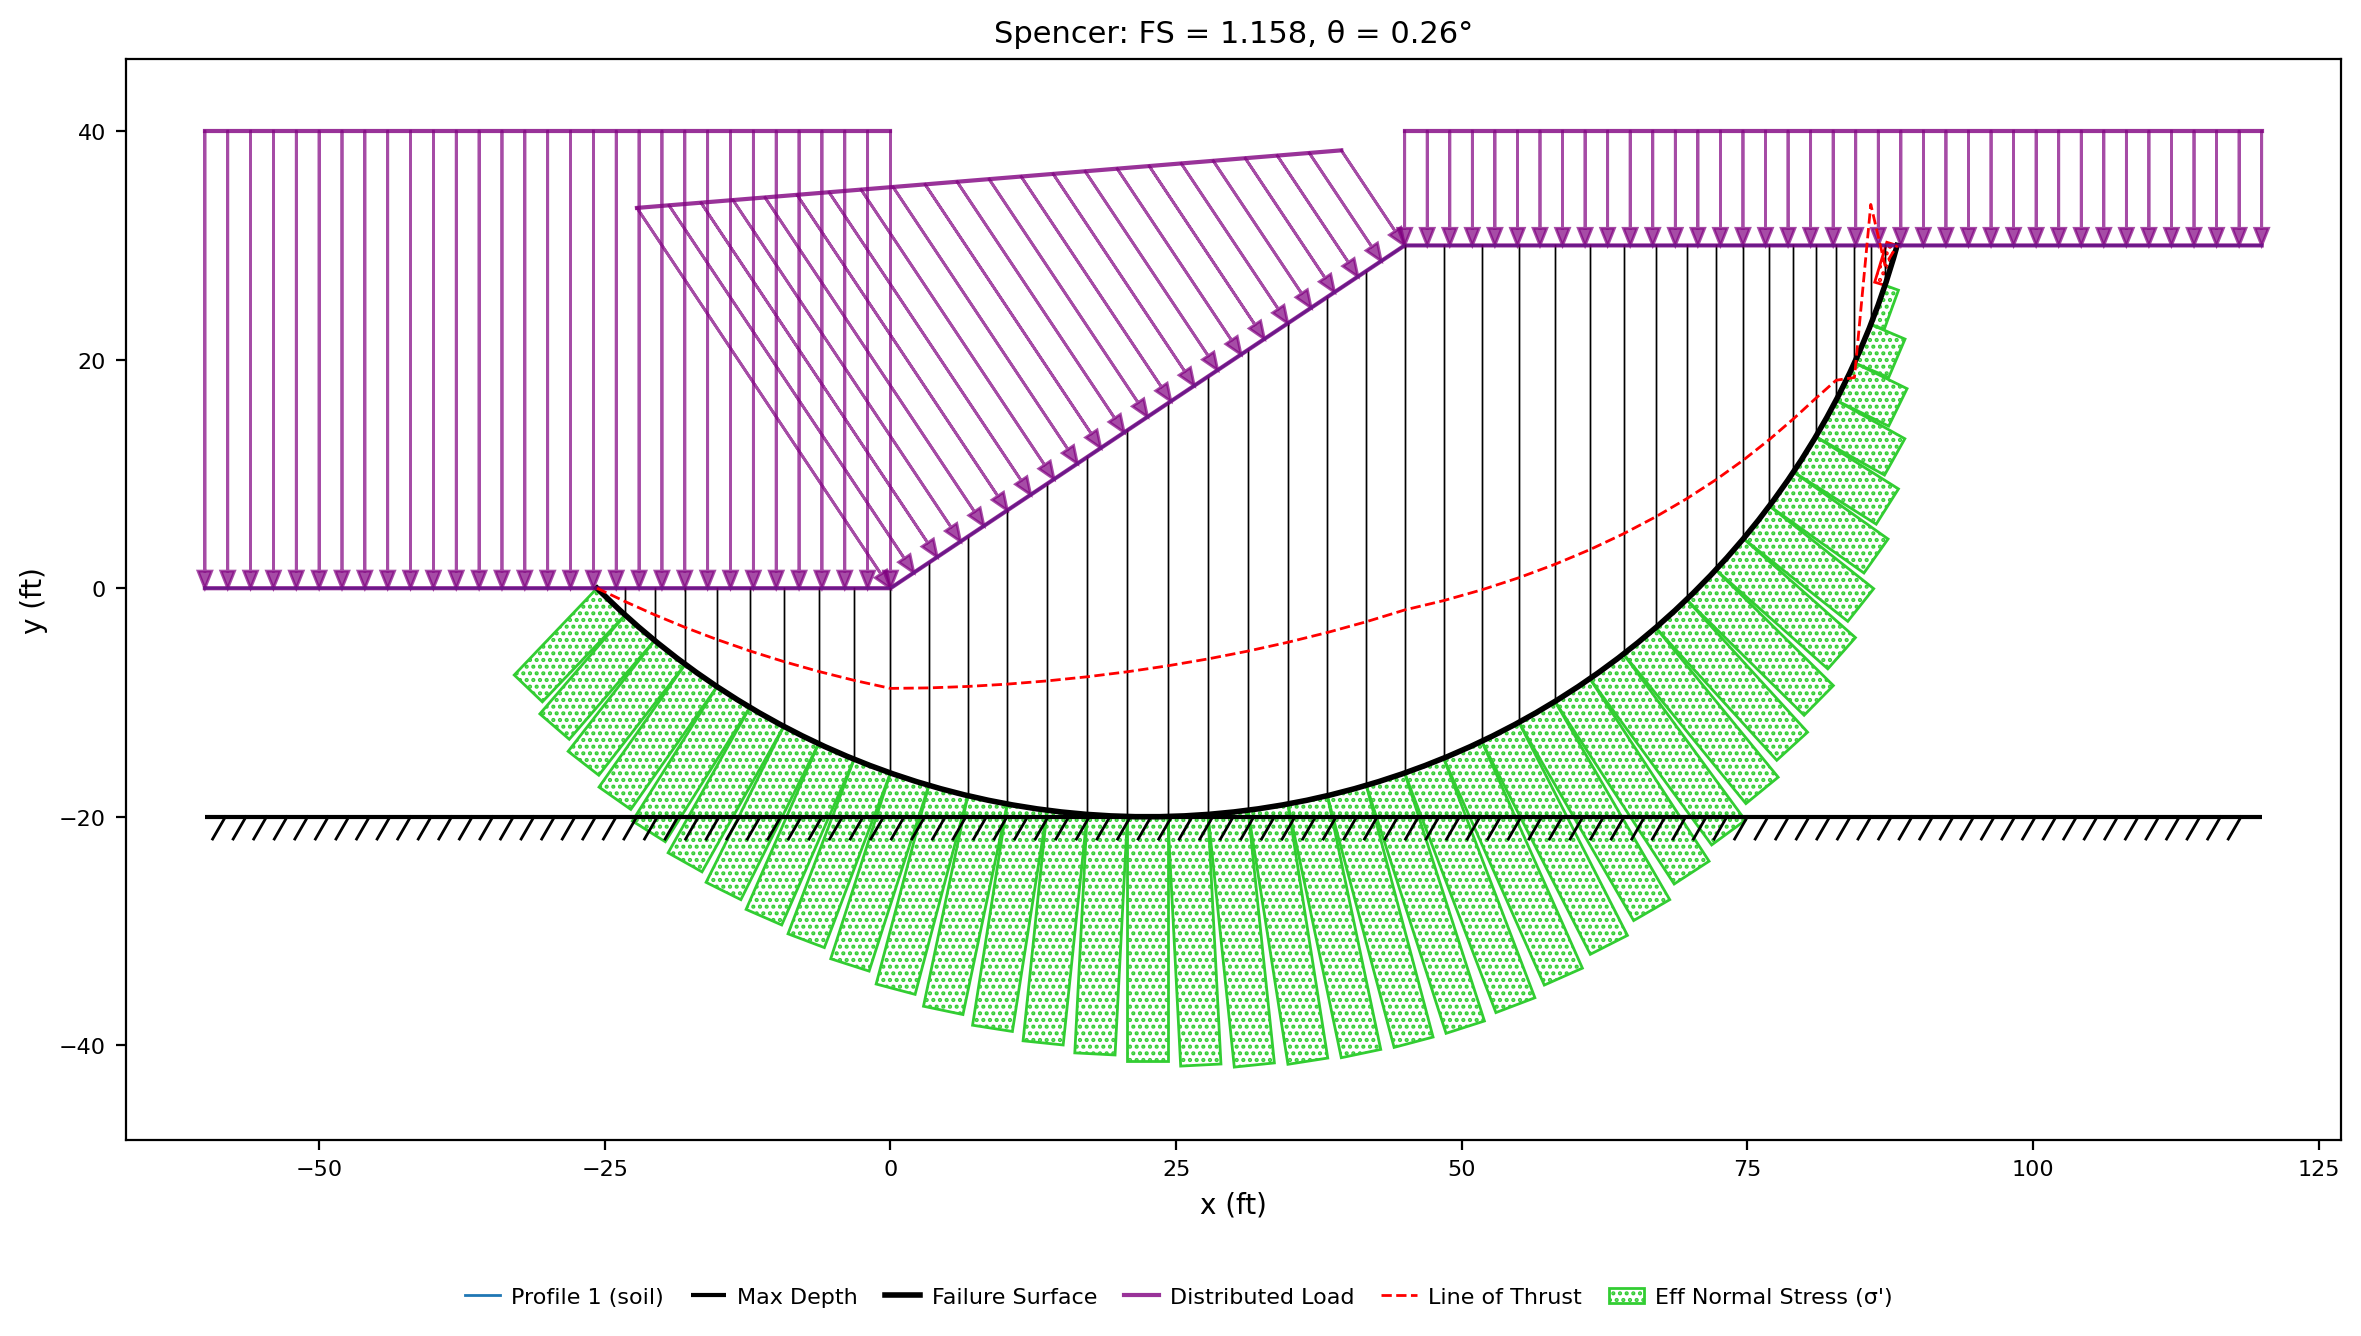 Spencer: FS = 1.158, θ = 0.26°
40
20
0
−20
−40
y (ft)
−50
−25
0
25
50
75
100
125
x (ft)
Profile 1 (soil)
Max Depth
Failure Surface
Distributed Load
Line of Thrust
Eff Normal Stress (σ')